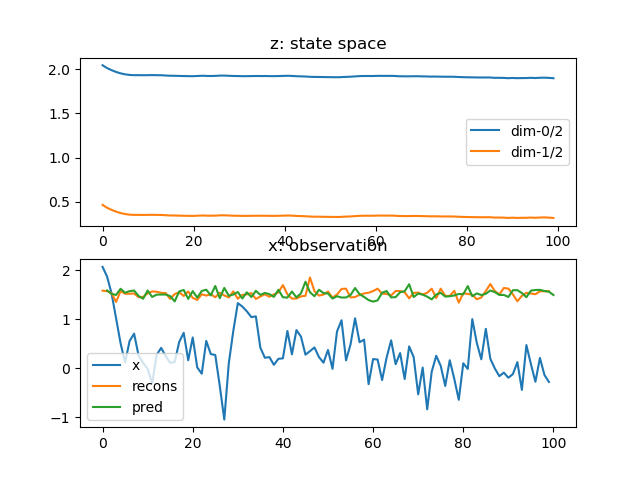 z: state space
2.0
1.5
1.0
0.5
dim-0/2
dim-1/2
0 20 40 60 80 100
x: observation
2
1
0
−1
x
recons
pred
0 20 40 60 80 100